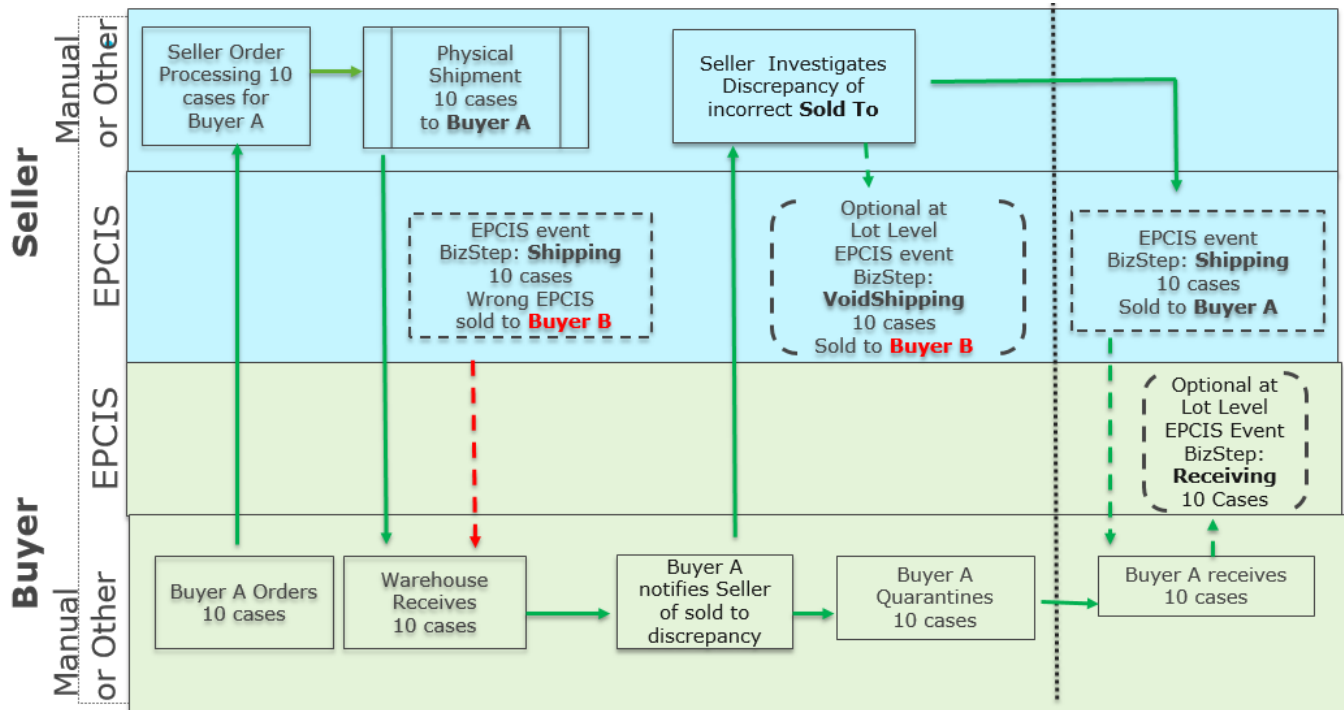 Seller
Manual
or Other
Seller Order
Processing 10
cases for
Buyer A
Physical
Shipment
10 cases
to Buyer A
Seller Investigates
Discrepancy of
incorrect Sold To
EPCIS
EPCIS event
BizStep: Shipping
10 cases
Wrong EPCIS
sold to Buyer B
Optional at
Lot Level
EPCIS event
BizStep:
VoidShipping
10 cases
Sold to Buyer B
EPCIS event
BizStep: Shipping
10 cases
Sold to Buyer A
Buyer
EPCIS
Optional at
Lot Level
EPCIS Event
BizStep:
Receiving
10 Cases
Manual
or Other
Buyer A Orders
10 cases
Warehouse
Receives
10 cases
Buyer A
notifies Seller
of sold to
discrepancy
Buyer A
Quarantines
10 cases
Buyer A receives
10 cases